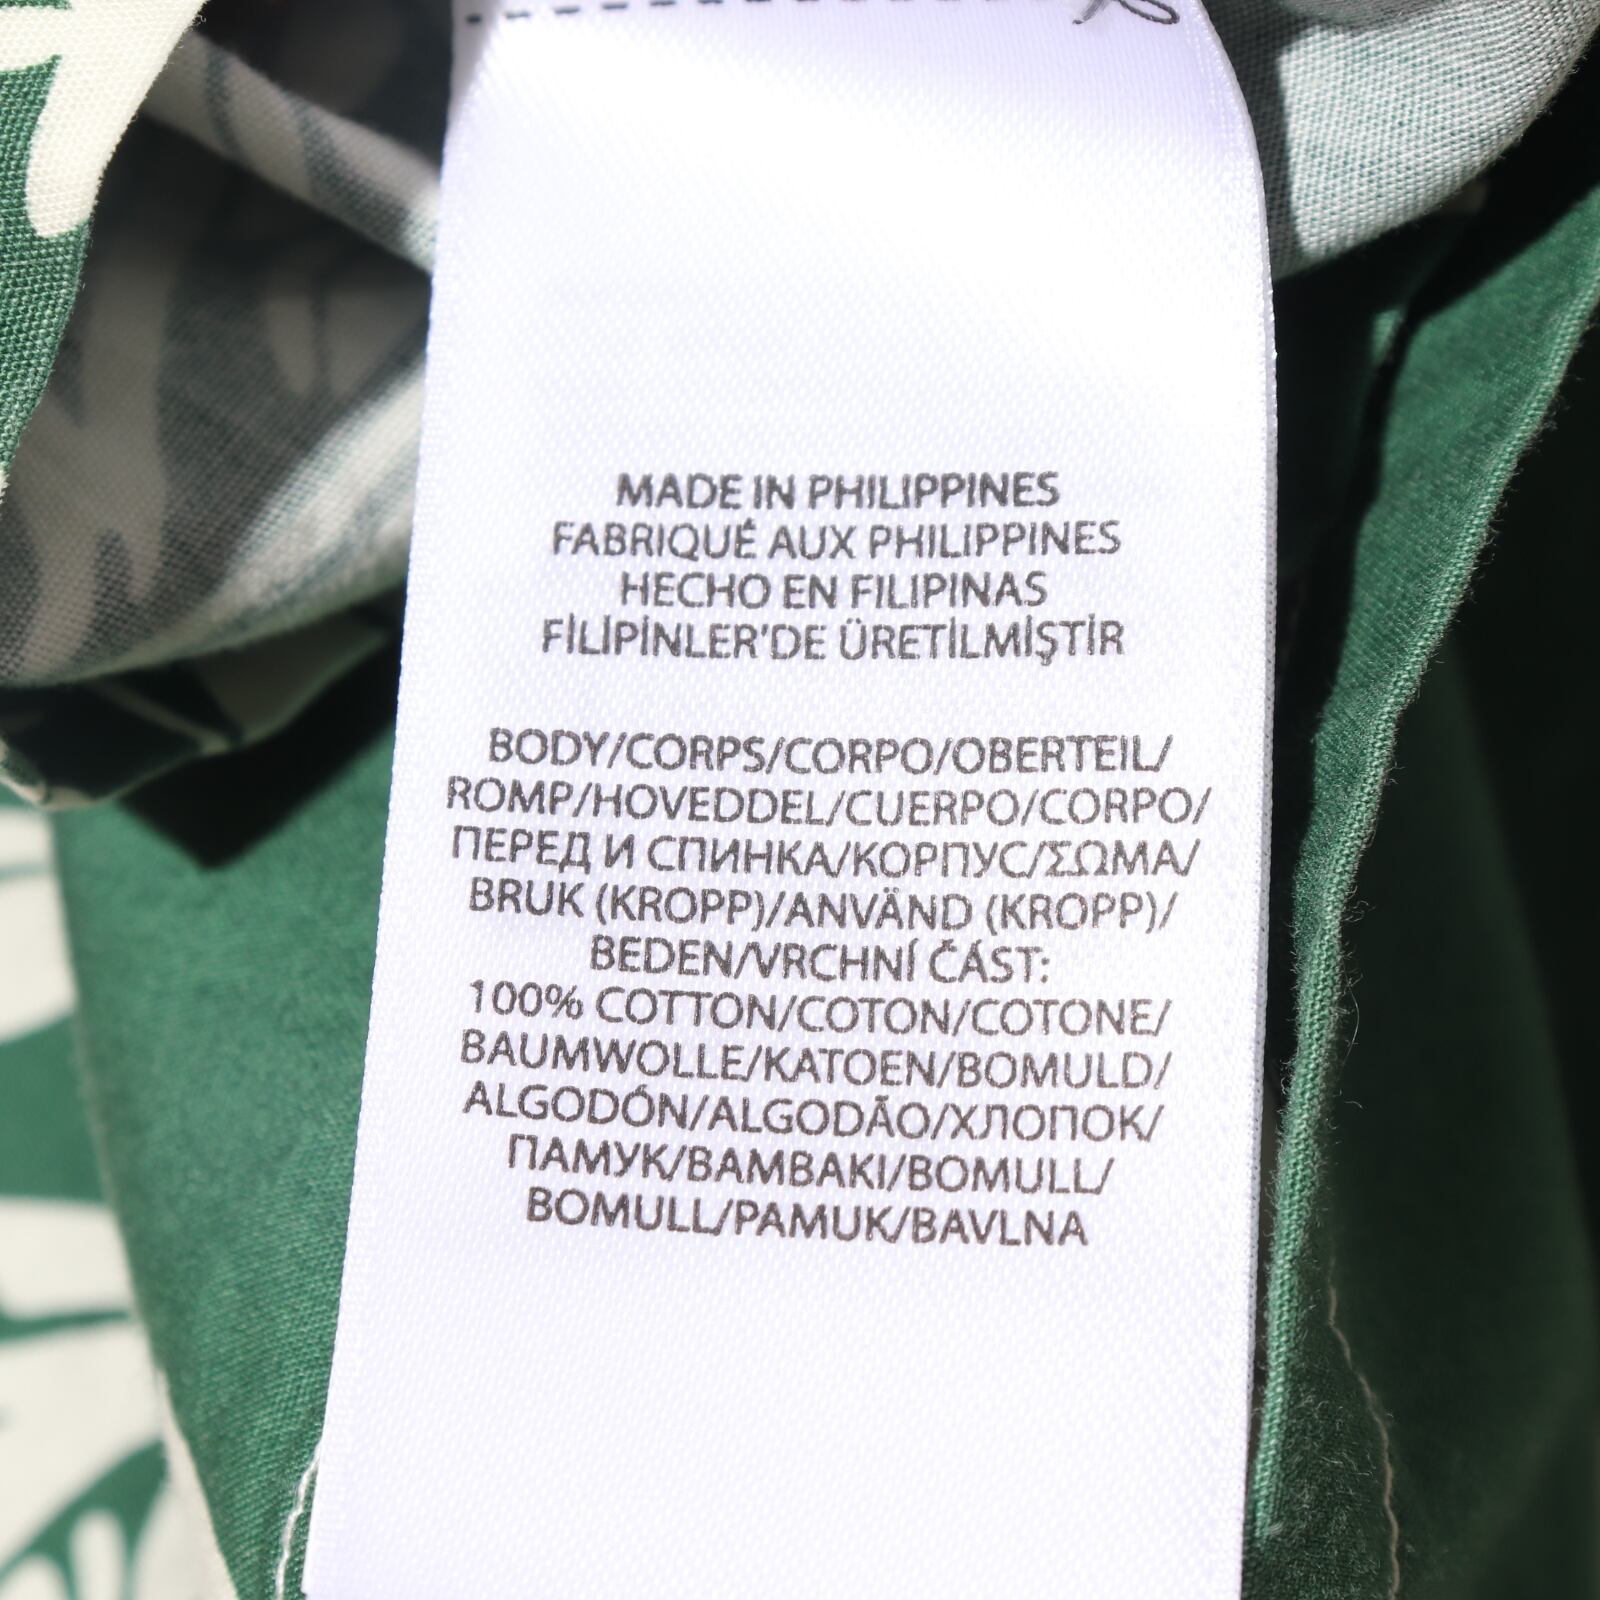 MADE IN PHILIPPINES
FABRIQUÉ AUX PHILIPPINES
HECHO EN FILIPINAS
FİLİPİNLER'DE ÜRETİLMİŞTİR
BODY/CORPS/CORPO/OBERTEIL/
ROMP/HOVEDDEL/CUERPO/CORPO/
ПЕРЕД И СПИНКА/КОРПУС/ΣΩΜΑ/
BRUK (KROPP)/ANVÄND (KROPP)/
BEDEN/VRCHNÍ ČÁST:
100% COTTON/COTON/COTONE/
BAUMWOLLE/KATOEN/BOMULD/
ALGODÓN/ALGODÃO/ХЛОПОК/
ПАМУК/BAMBAKI/BOMULL/
BOMULL/PAMUK/BAVLNA